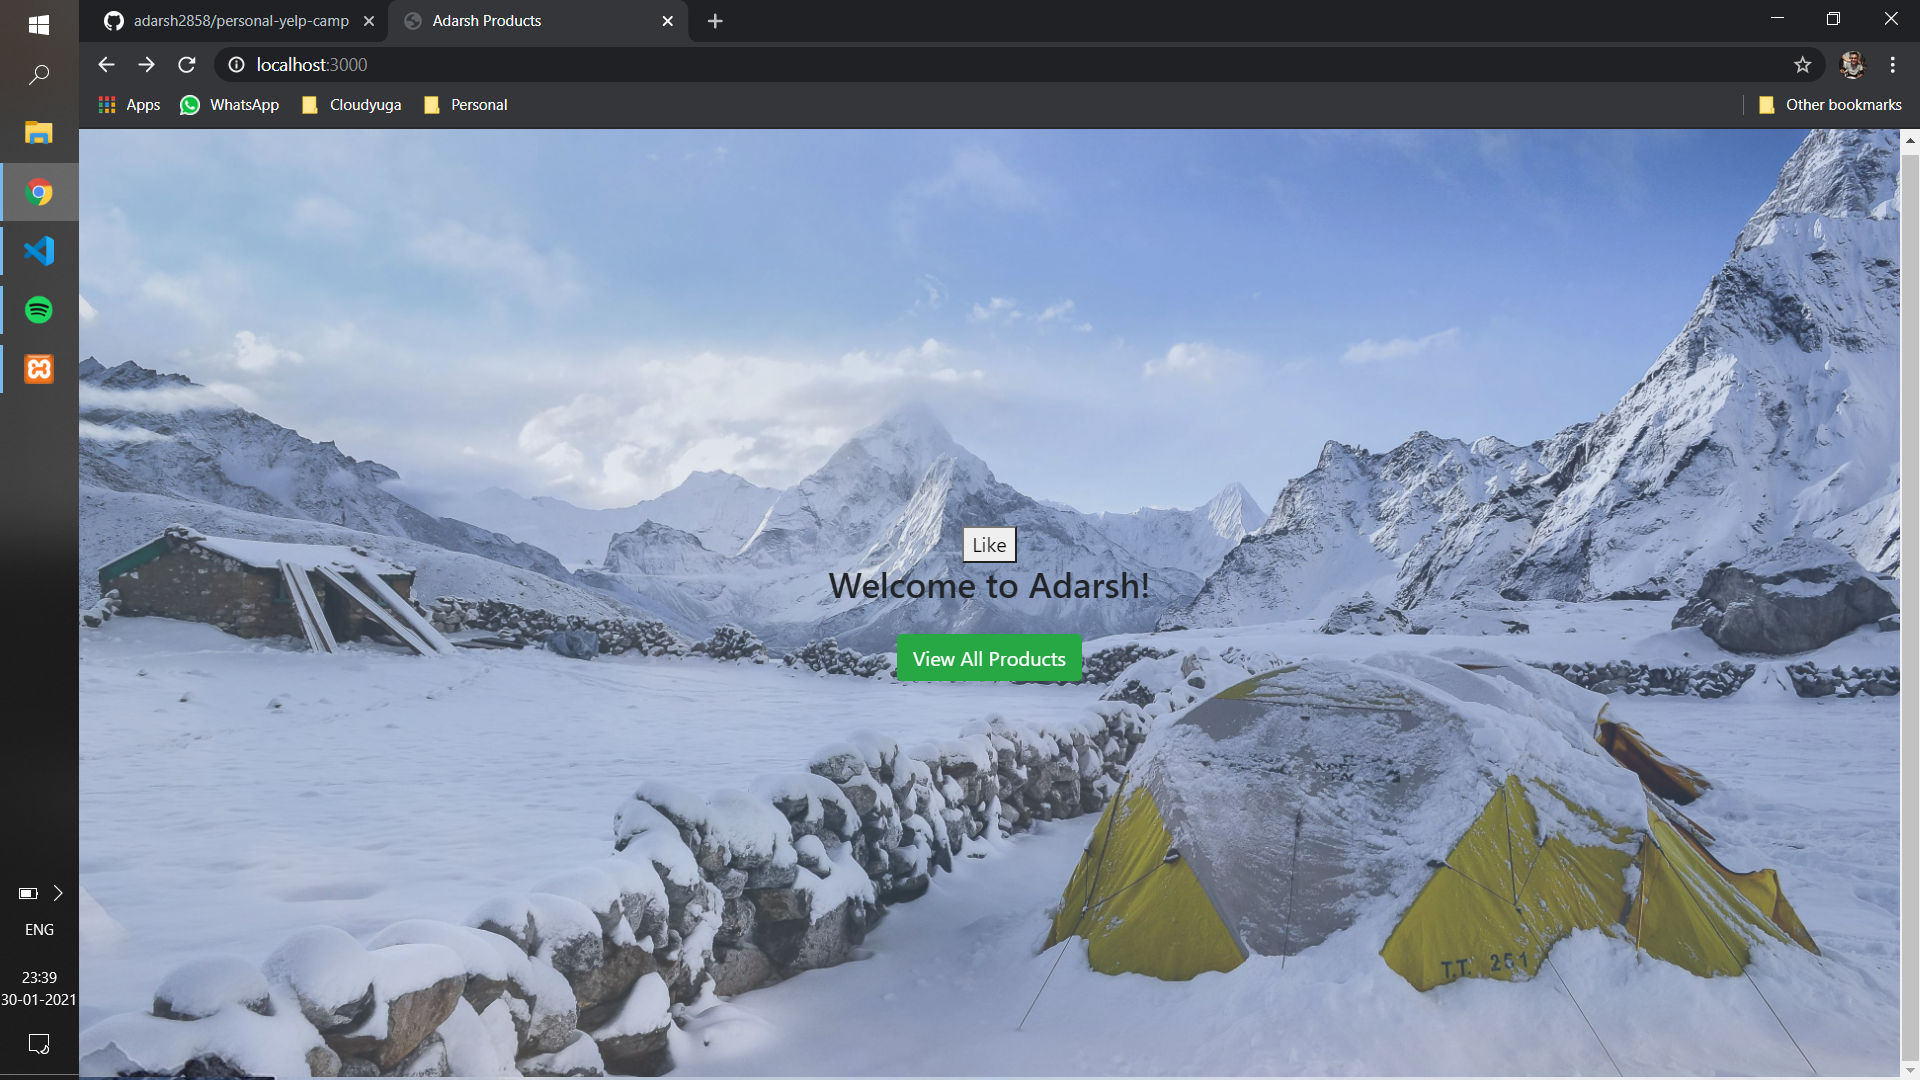 adarsh2858/personal-yelp-camp
Adarsh Products
localhost:3000
Apps
WhatsApp
Cloudyuga
Personal
Other bookmarks
Like
Welcome to Adarsh!
View All Products
T.T. 251
ENG
23:39
30-01-2021